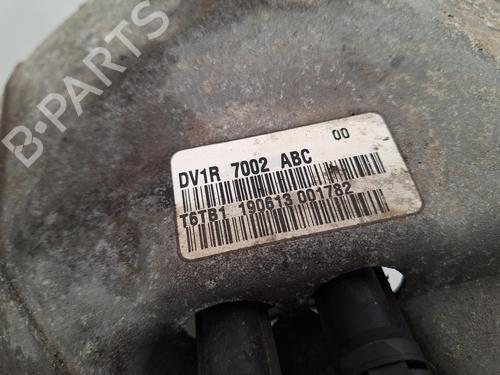 DV1R 7002 ABC 00
T6TB1 190613 001782
B-PARTS